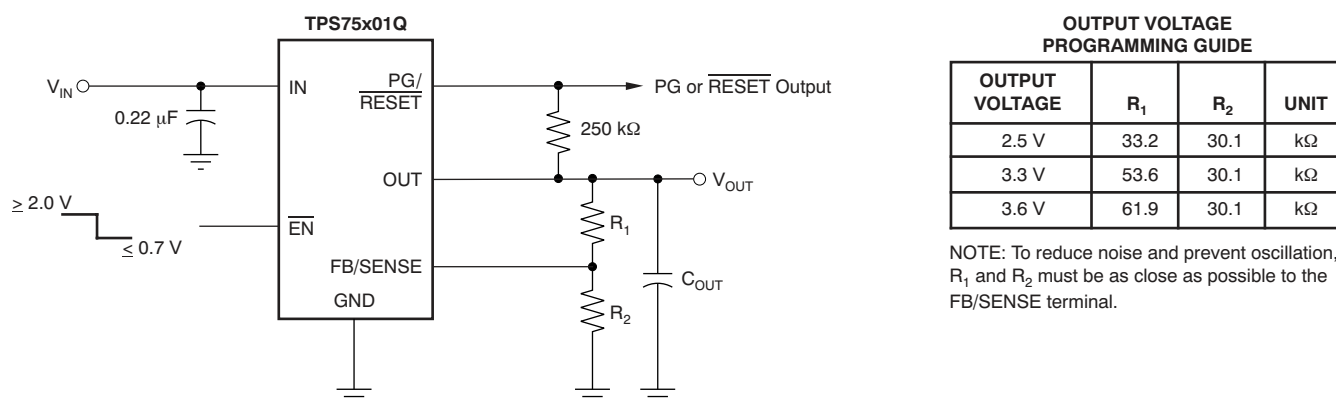 TPS75x01Q
V_IN
0.22 μF
IN
PG/
RESET
PG or RESET Output
250 kΩ
OUT
V_OUT
≥ 2.0 V
≤ 0.7 V
EN
R1
FB/SENSE
C_OUT
GND
R2
OUTPUT VOLTAGE
PROGRAMMING GUIDE
OUTPUT
VOLTAGE R1 R2 UNIT
2.5 V 33.2 30.1 kΩ
3.3 V 53.6 30.1 kΩ
3.6 V 61.9 30.1 kΩ
NOTE: To reduce noise and prevent oscillation,
R1 and R2 must be as close as possible to the
FB/SENSE terminal.